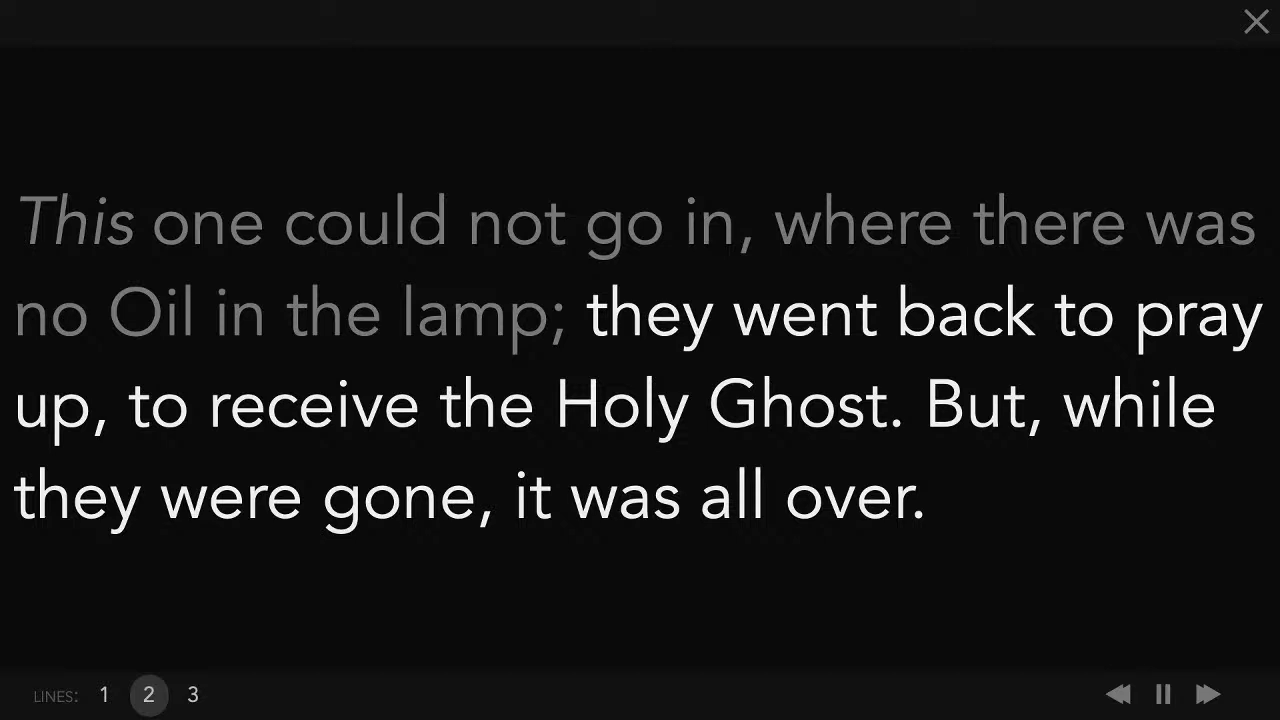 This one could not go in, where there was
no Oil in the lamp; they went back to pray
up, to receive the Holy Ghost. But, while
they were gone, it was all over.
LINES: 1 2 3